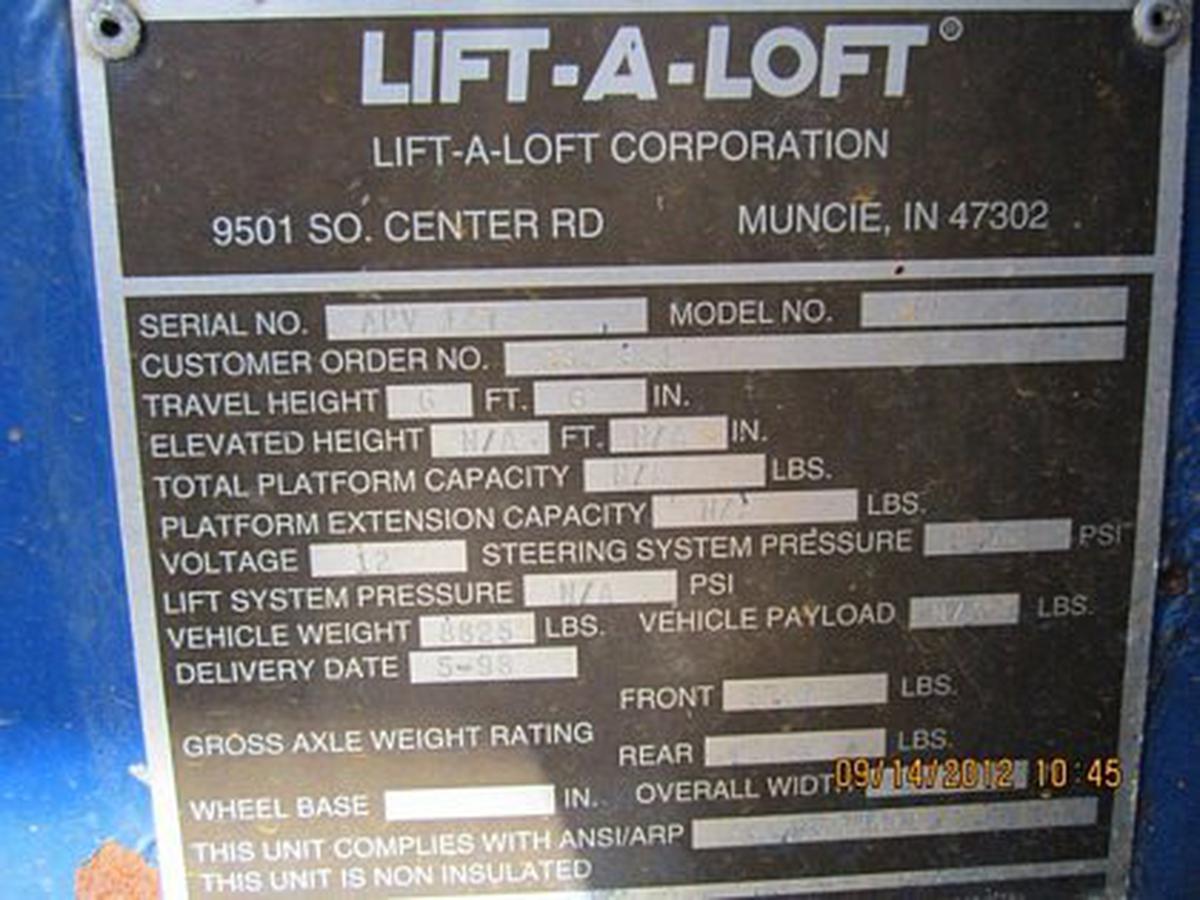 LIFT-A-LOFT®
LIFT-A-LOFT CORPORATION
9501 SO. CENTER RD MUNCIE, IN 47302
SERIAL NO. MODEL NO.
CUSTOMER ORDER NO.
TRAVEL HEIGHT 6 FT. 6 IN.
ELEVATED HEIGHT N/A FT. N/A IN.
TOTAL PLATFORM CAPACITY N/A LBS.
PLATFORM EXTENSION CAPACITY N/A LBS.
VOLTAGE 12 STEERING SYSTEM PRESSURE PSI
LIFT SYSTEM PRESSURE N/A PSI
VEHICLE WEIGHT LBS. VEHICLE PAYLOAD LBS.
DELIVERY DATE 5-98
FRONT LBS.
GROSS AXLE WEIGHT RATING
REAR LBS.
WHEEL BASE IN. OVERALL WIDTH
09/14/2012 10:45
THIS UNIT COMPLIES WITH ANSI/ARP
THIS UNIT IS NON INSULATED